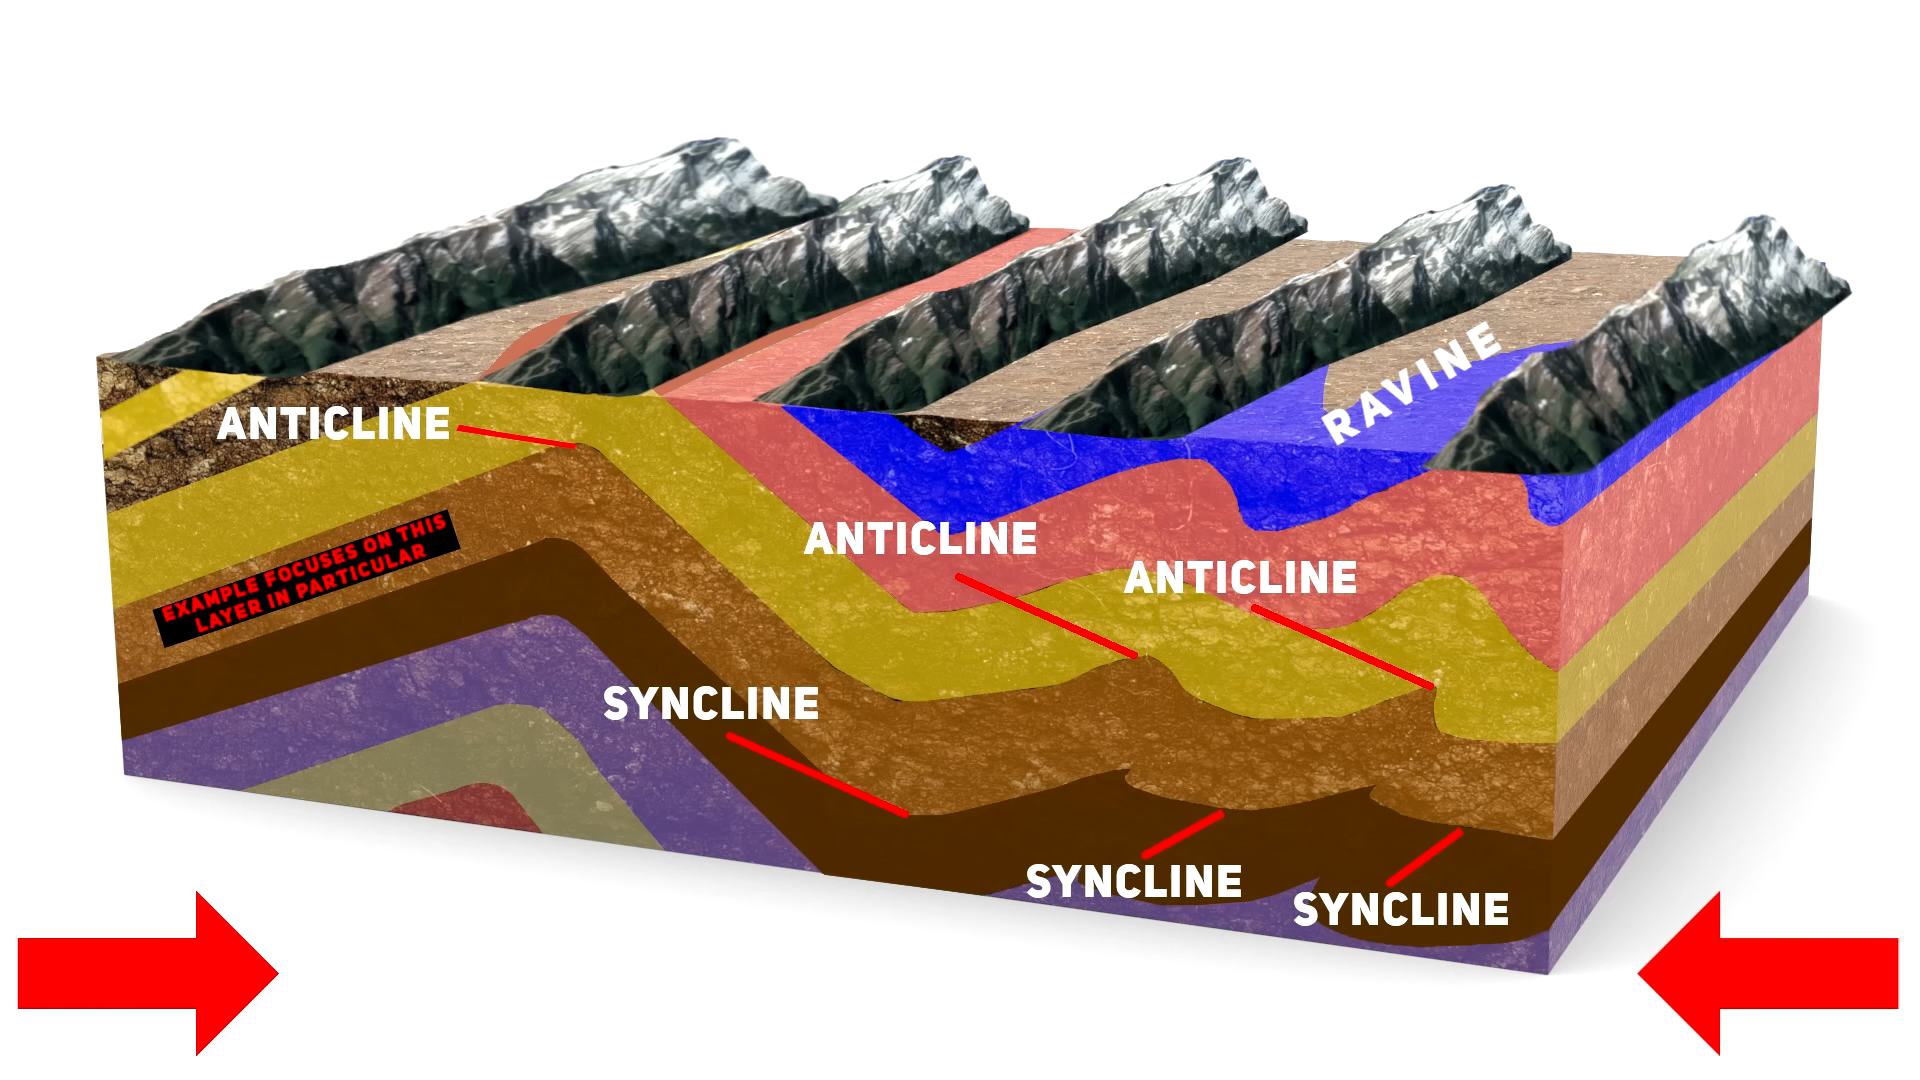 RAVINE
ANTICLINE
EXAMPLE FOCUSES ON THIS
LAYER IN PARTICULAR
ANTICLINE
ANTICLINE
SYNCLINE
SYNCLINE
SYNCLINE